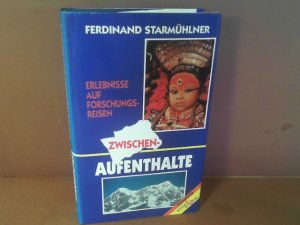 FERDINAND STARMÜHLNER
ERLEBNISSE
AUF
FORSCHUNGS-
REISEN
ZWISCHEN-
AUFENTHALTE